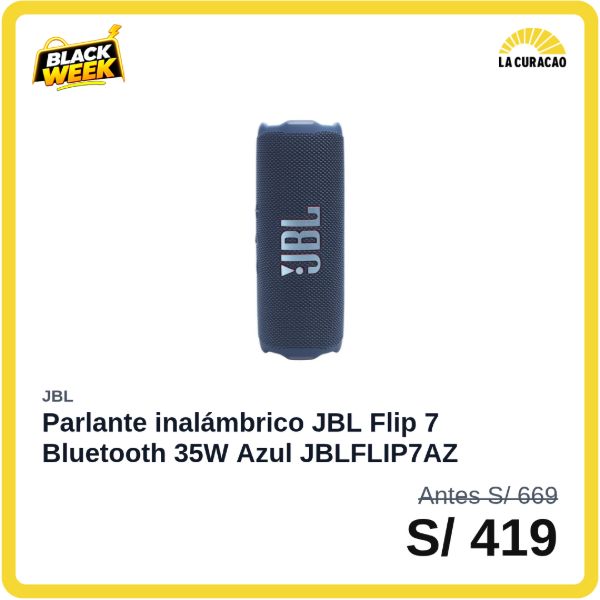 BLACK
WEEK
LA CURACAO
JBL
JBL
Parlante inalámbrico JBL Flip 7
Bluetooth 35W Azul JBLFLIP7AZ
Antes S/ 669
S/ 419